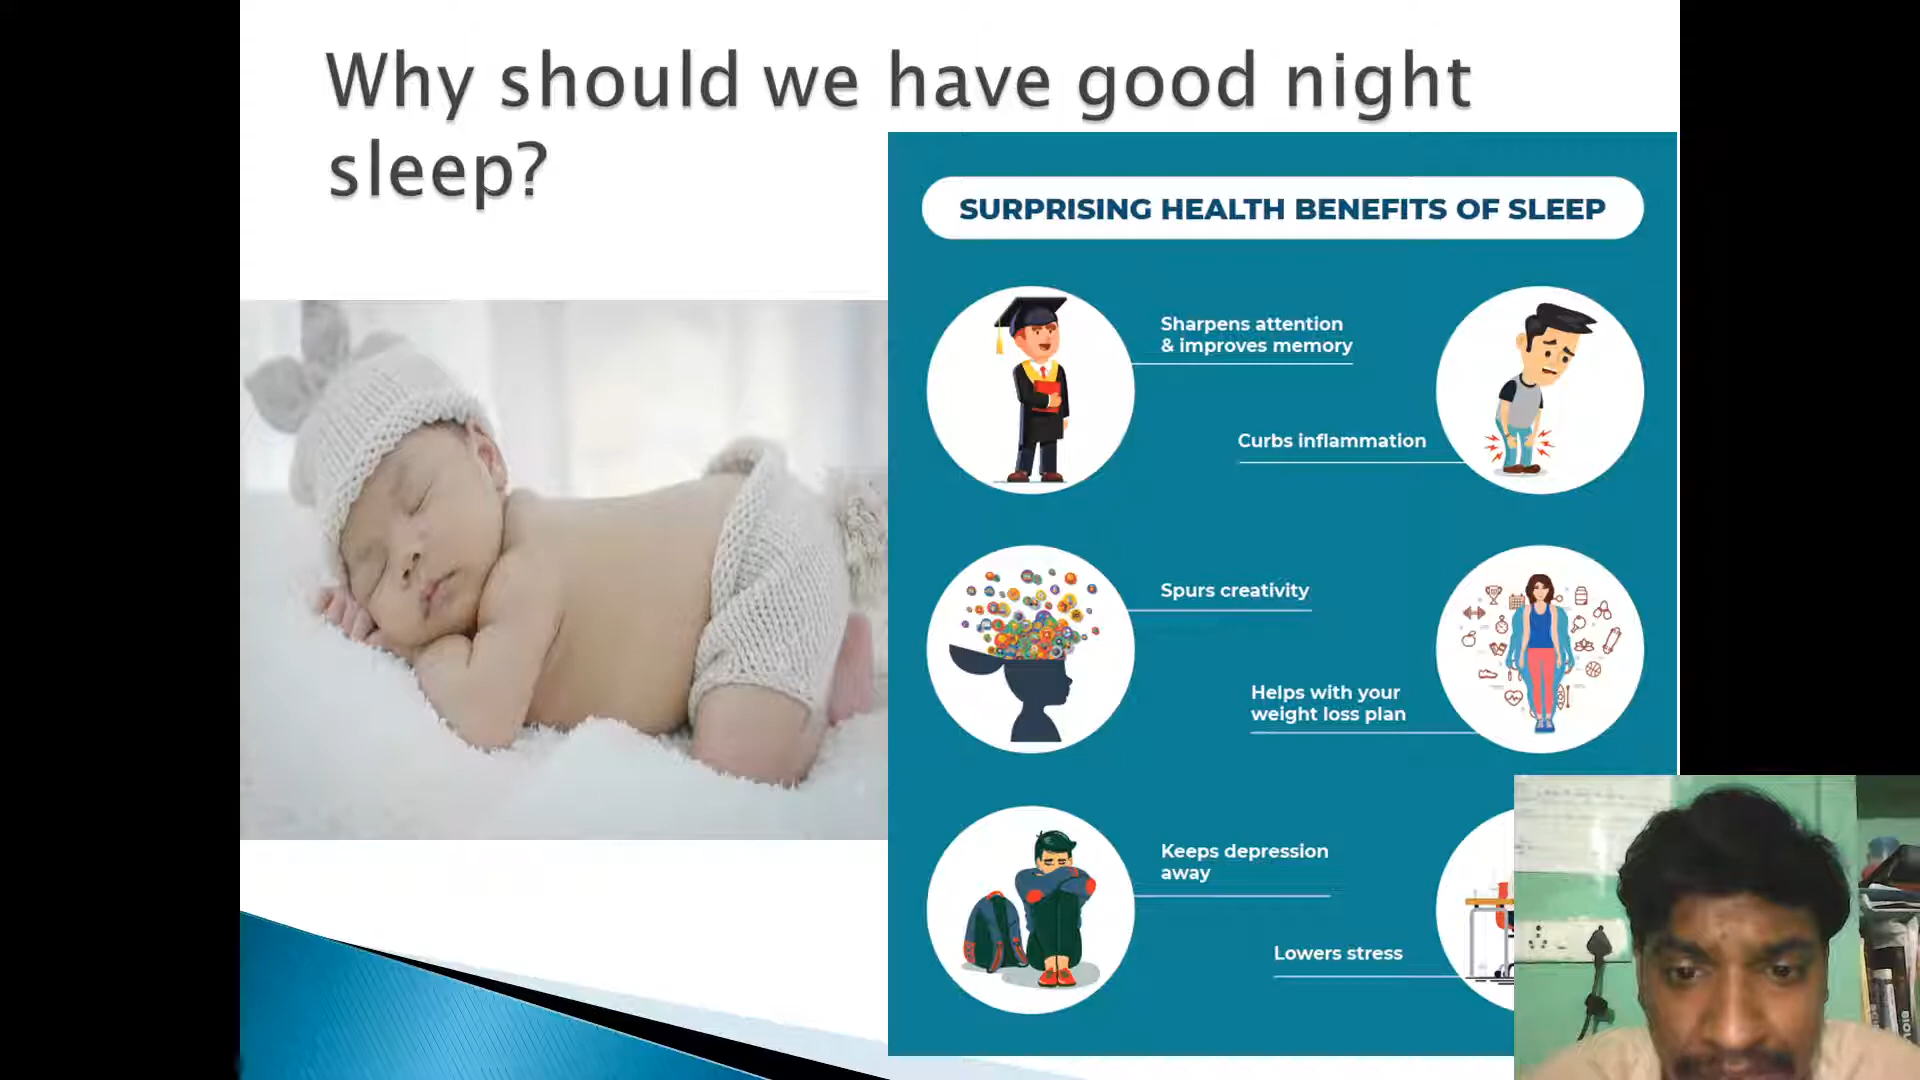 Why should we have good night
sleep?
SURPRISING HEALTH BENEFITS OF SLEEP
Sharpens attention
& improves memory
Curbs inflammation
Spurs creativity
Helps with your
weight loss plan
Keeps depression
away
Lowers stress